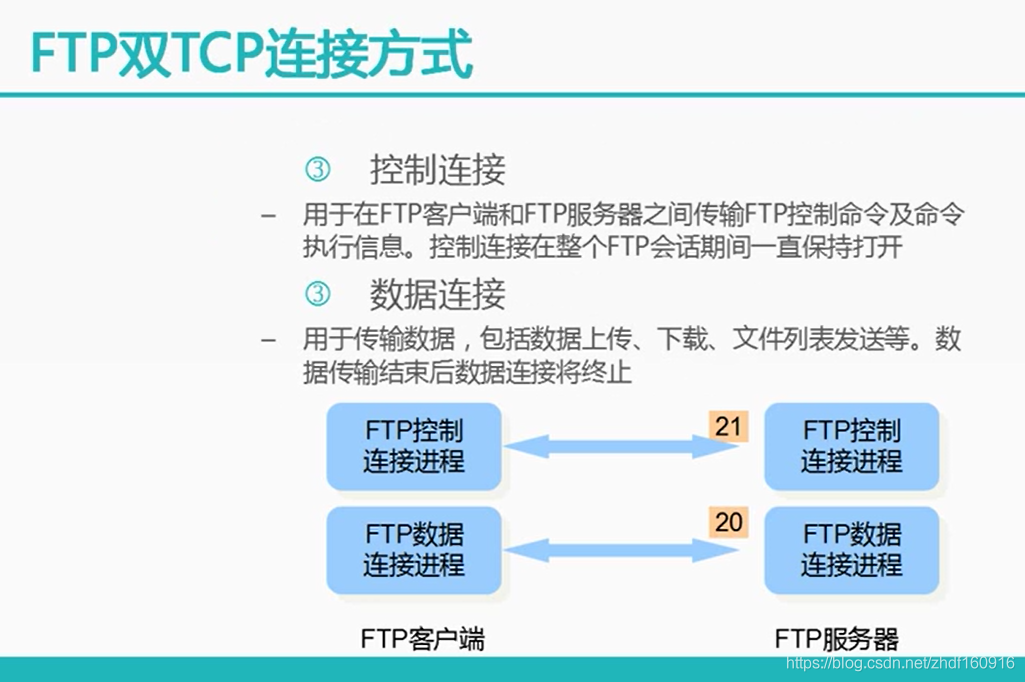 FTP双TCP连接方式
③ 控制连接
– 用于在FTP客户端和FTP服务器之间传输FTP控制命令及命令
执行信息。控制连接在整个FTP会话期间一直保持打开
③ 数据连接
– 用于传输数据，包括数据上传、下载、文件列表发送等。数
据传输结束后数据连接将终止
FTP控制
连接进程
21
FTP控制
连接进程
FTP数据
连接进程
20
FTP数据
连接进程
FTP客户端
FTP服务器
https://blog.csdn.net/zhdf160916